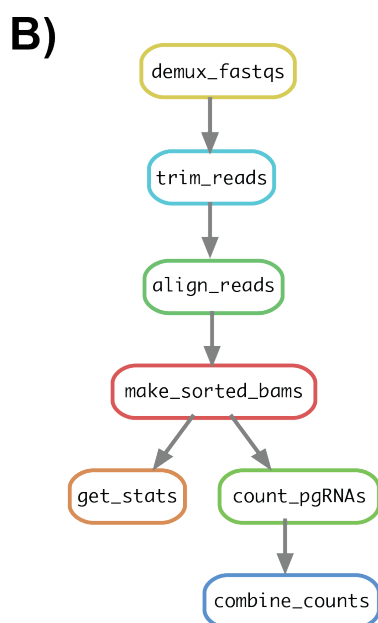 B)
demux_fastqs
trim_reads
align_reads
make_sorted_bams
get_stats
count_pgRNAs
combine_counts